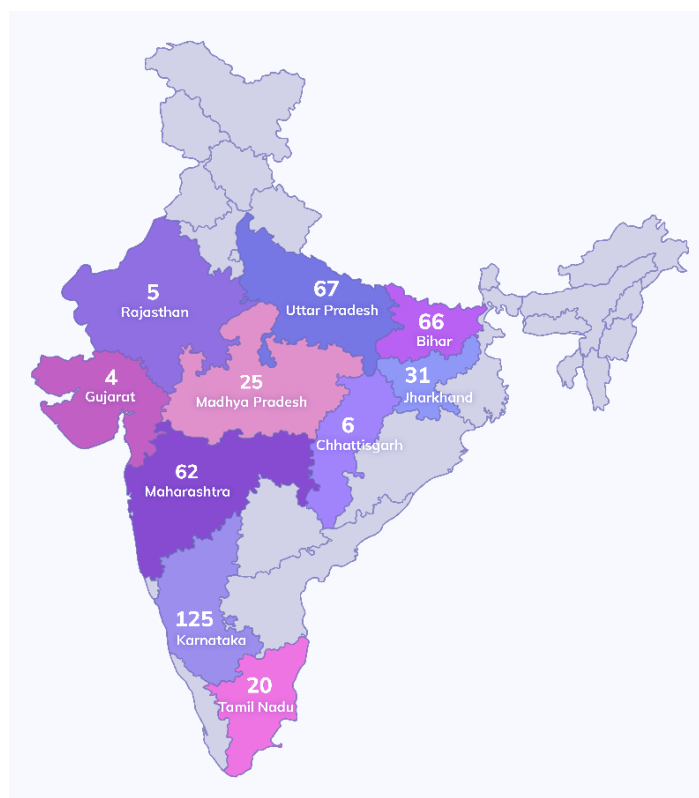 5
Rajasthan
67
Uttar Pradesh
66
Bihar
4
Gujarat
25
Madhya Pradesh
31
Jharkhand
6
Chhattisgarh
62
Maharashtra
125
Karnataka
20
Tamil Nadu